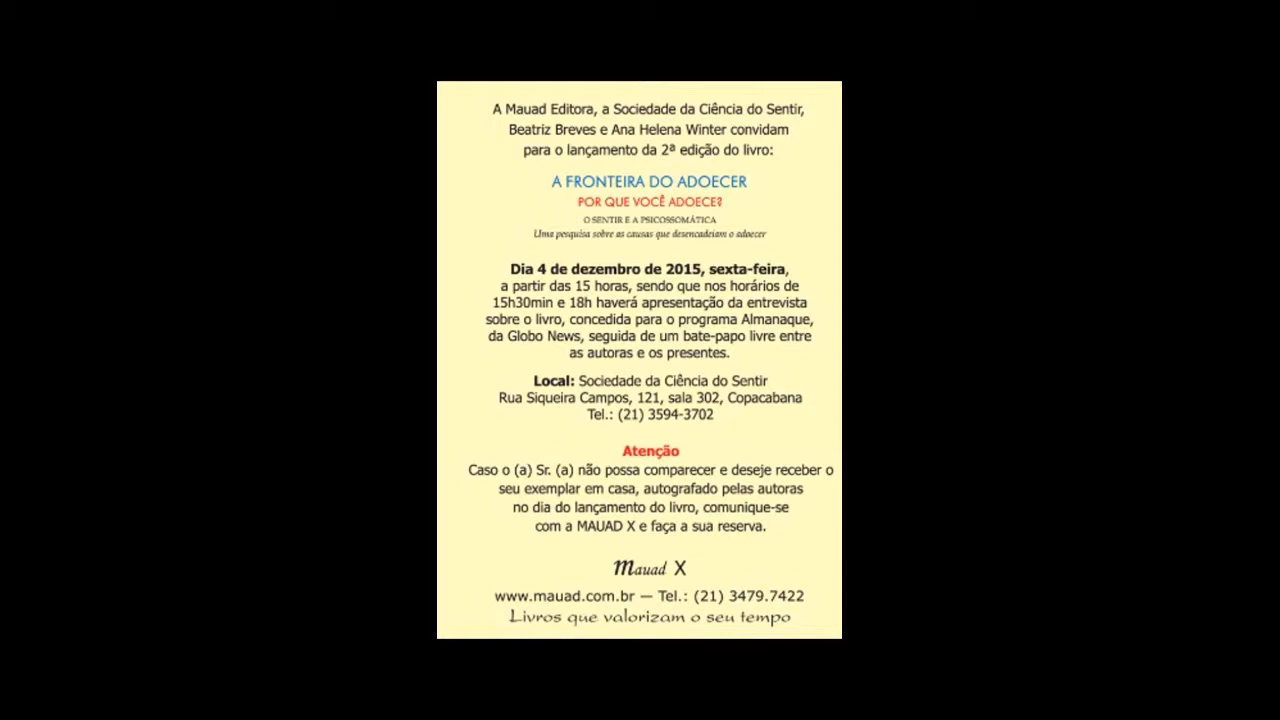 A Mauad Editora, a Sociedade da Ciência do Sentir,
Beatriz Breves e Ana Helena Winter convidam
para o lançamento da 2ª edição do livro:
A FRONTEIRA DO ADOECER
POR QUE VOCÊ ADOECE?
O SENTIR E A PSICOSSOMÁTICA
Uma pesquisa sobre as causas que desencadeiam o adoecer
Dia 4 de dezembro de 2015, sexta-feira,
a partir das 15 horas, sendo que nos horários de
15h30min e 18h haverá apresentação da entrevista
sobre o livro, concedida para o programa Almanaque,
da Globo News, seguida de um bate-papo livre entre
as autoras e os presentes.
Local: Sociedade da Ciência do Sentir
Rua Siqueira Campos, 121, sala 302, Copacabana
Tel.: (21) 3594-3702
Atenção
Caso o (a) Sr. (a) não possa comparecer e deseje receber o
seu exemplar em casa, autografado pelas autoras
no dia do lançamento do livro, comunique-se
com a MAUAD X e faça a sua reserva.
Mauad X
www.mauad.com.br — Tel.: (21) 3479.7422
Livros que valorizam o seu tempo